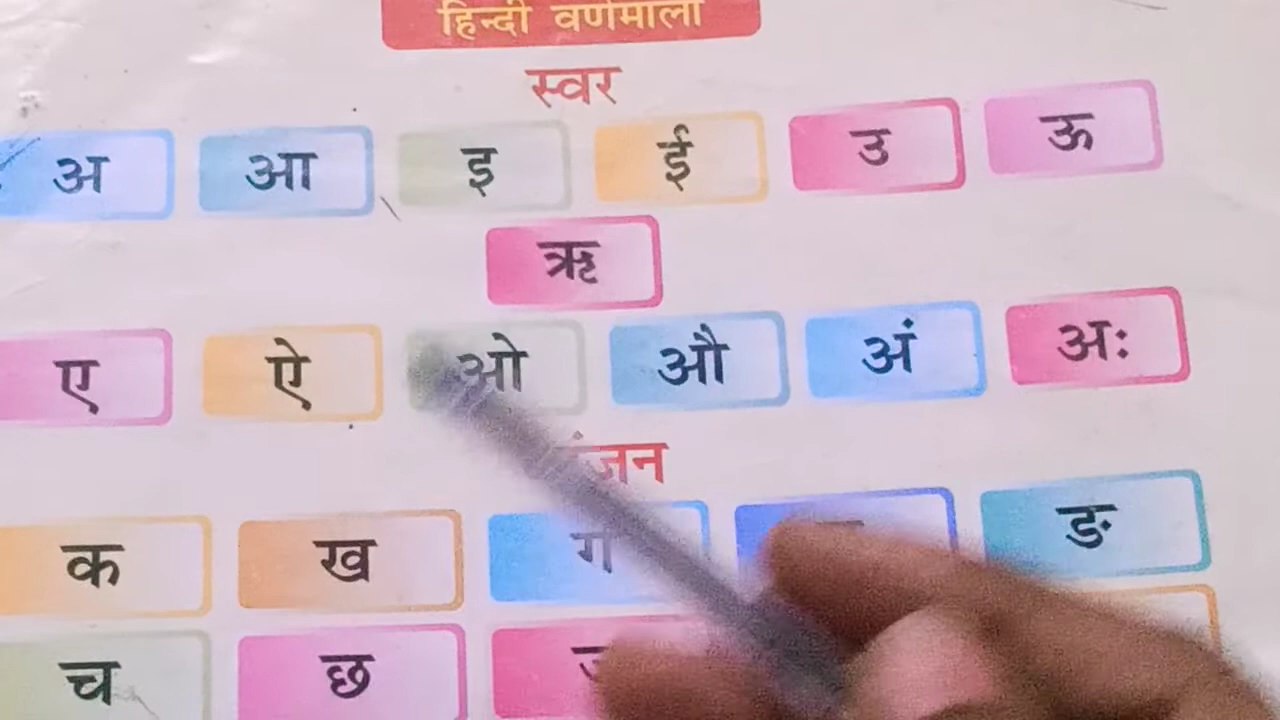 हिन्दी वर्णमाला
स्वर
अ आ इ ई उ ऊ
ऋ
ए ऐ ओ औ अं अः
क ख ग ङ
च छ